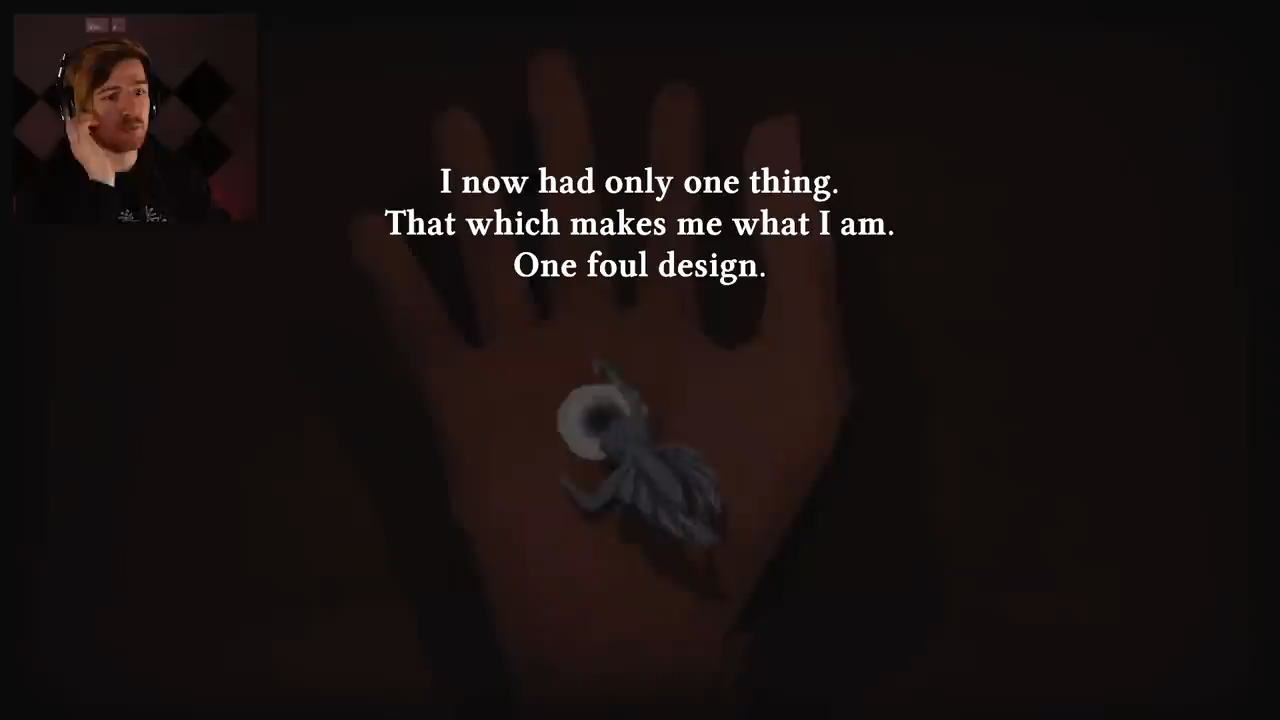 I now had only one thing.
That which makes me what I am.
One foul design.